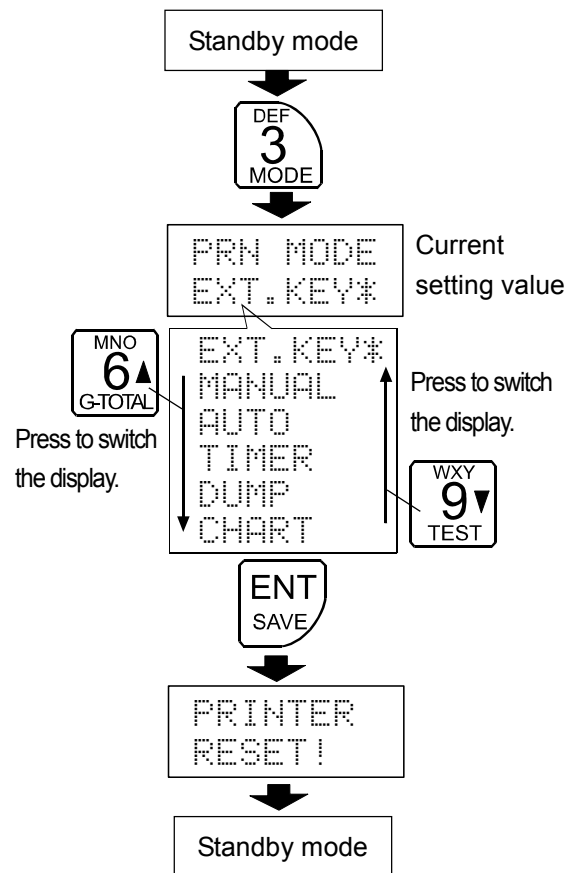 Standby mode
DEF
3
MODE
PRN MODE
EXT.KEY*
Current
setting value
MNO
6▲
G-TOTAL
Press to switch
the display.
EXT.KEY*
MANUAL
AUTO
TIMER
DUMP
CHART
Press to switch
the display.
WXY
9▼
TEST
ENT
SAVE
PRINTER
RESET!
Standby mode